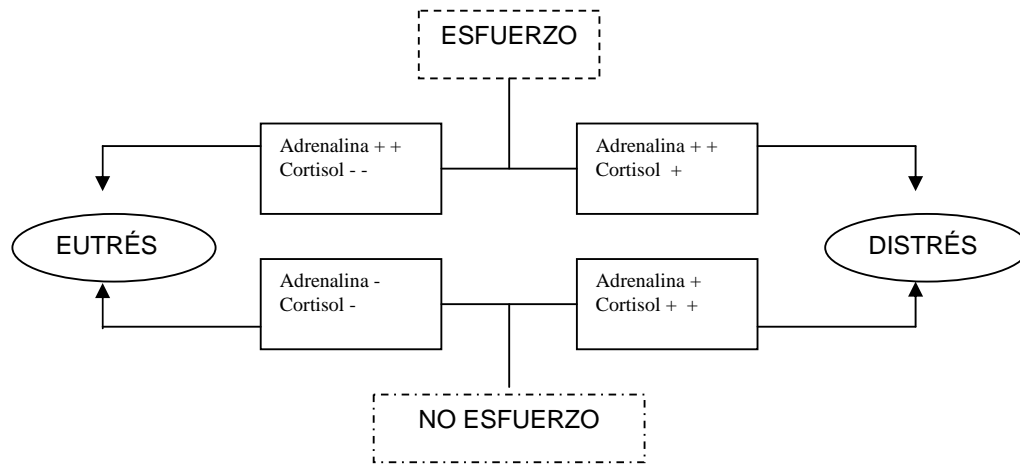 ESFUERZO
Adrenalina + +
Cortisol - -
Adrenalina + +
Cortisol +
EUTRÉS
DISTRÉS
Adrenalina -
Cortisol -
Adrenalina +
Cortisol + +
NO ESFUERZO